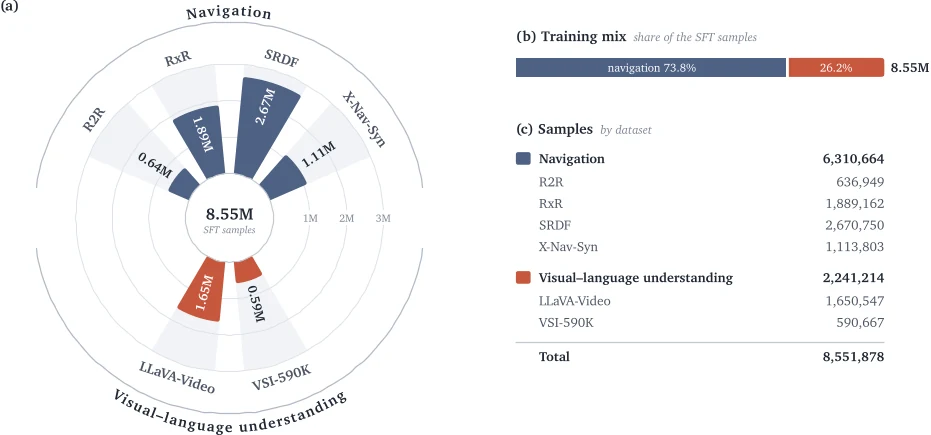 (a)
Navigation
R2R
RxR
SRDF
X-Nav-Syn
0.64M
1.89M
2.67M
1.11M
8.55M
SFT samples
1M
2M
3M
1.65M
0.59M
LLaVA-Video
VSI-590K
Visual–language understanding
(b) Training mix share of the SFT samples
navigation 73.8% 26.2% 8.55M
(c) Samples by dataset
Navigation 6,310,664
R2R 636,949
RxR 1,889,162
SRDF 2,670,750
X-Nav-Syn 1,113,803
Visual–language understanding 2,241,214
LLaVA-Video 1,650,547
VSI-590K 590,667
Total 8,551,878